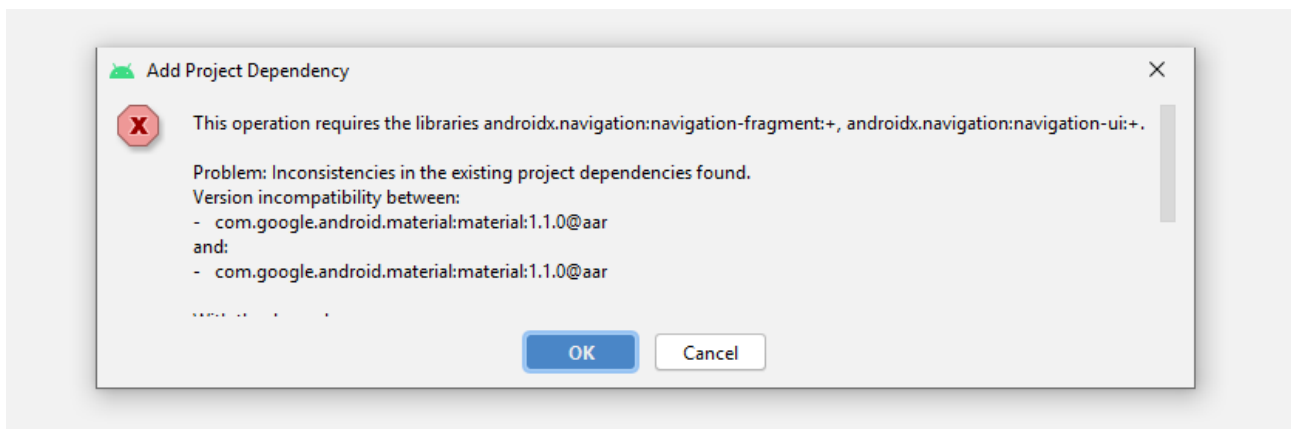 Add Project Dependency
This operation requires the libraries androidx.navigation:navigation-fragment:+, androidx.navigation:navigation-ui:+.
Problem: Inconsistencies in the existing project dependencies found.
Version incompatibility between:
- com.google.android.material:material:1.1.0@aar
and:
- com.google.android.material:material:1.1.0@aar
OK
Cancel